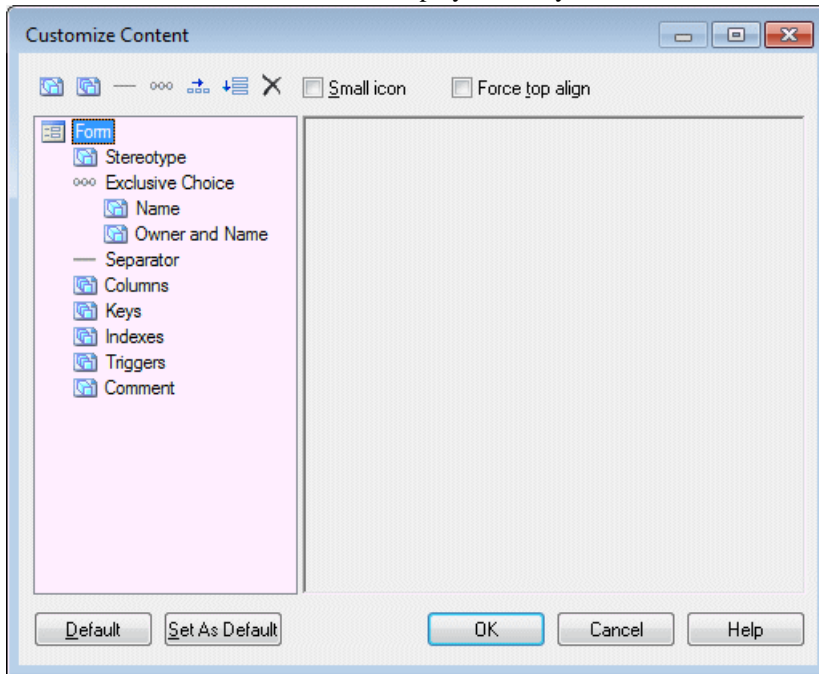 Customize Content
Small icon Force top align
Form
Stereotype
Exclusive Choice
Name
Owner and Name
Separator
Columns
Keys
Indexes
Triggers
Comment
Default Set As Default OK Cancel Help